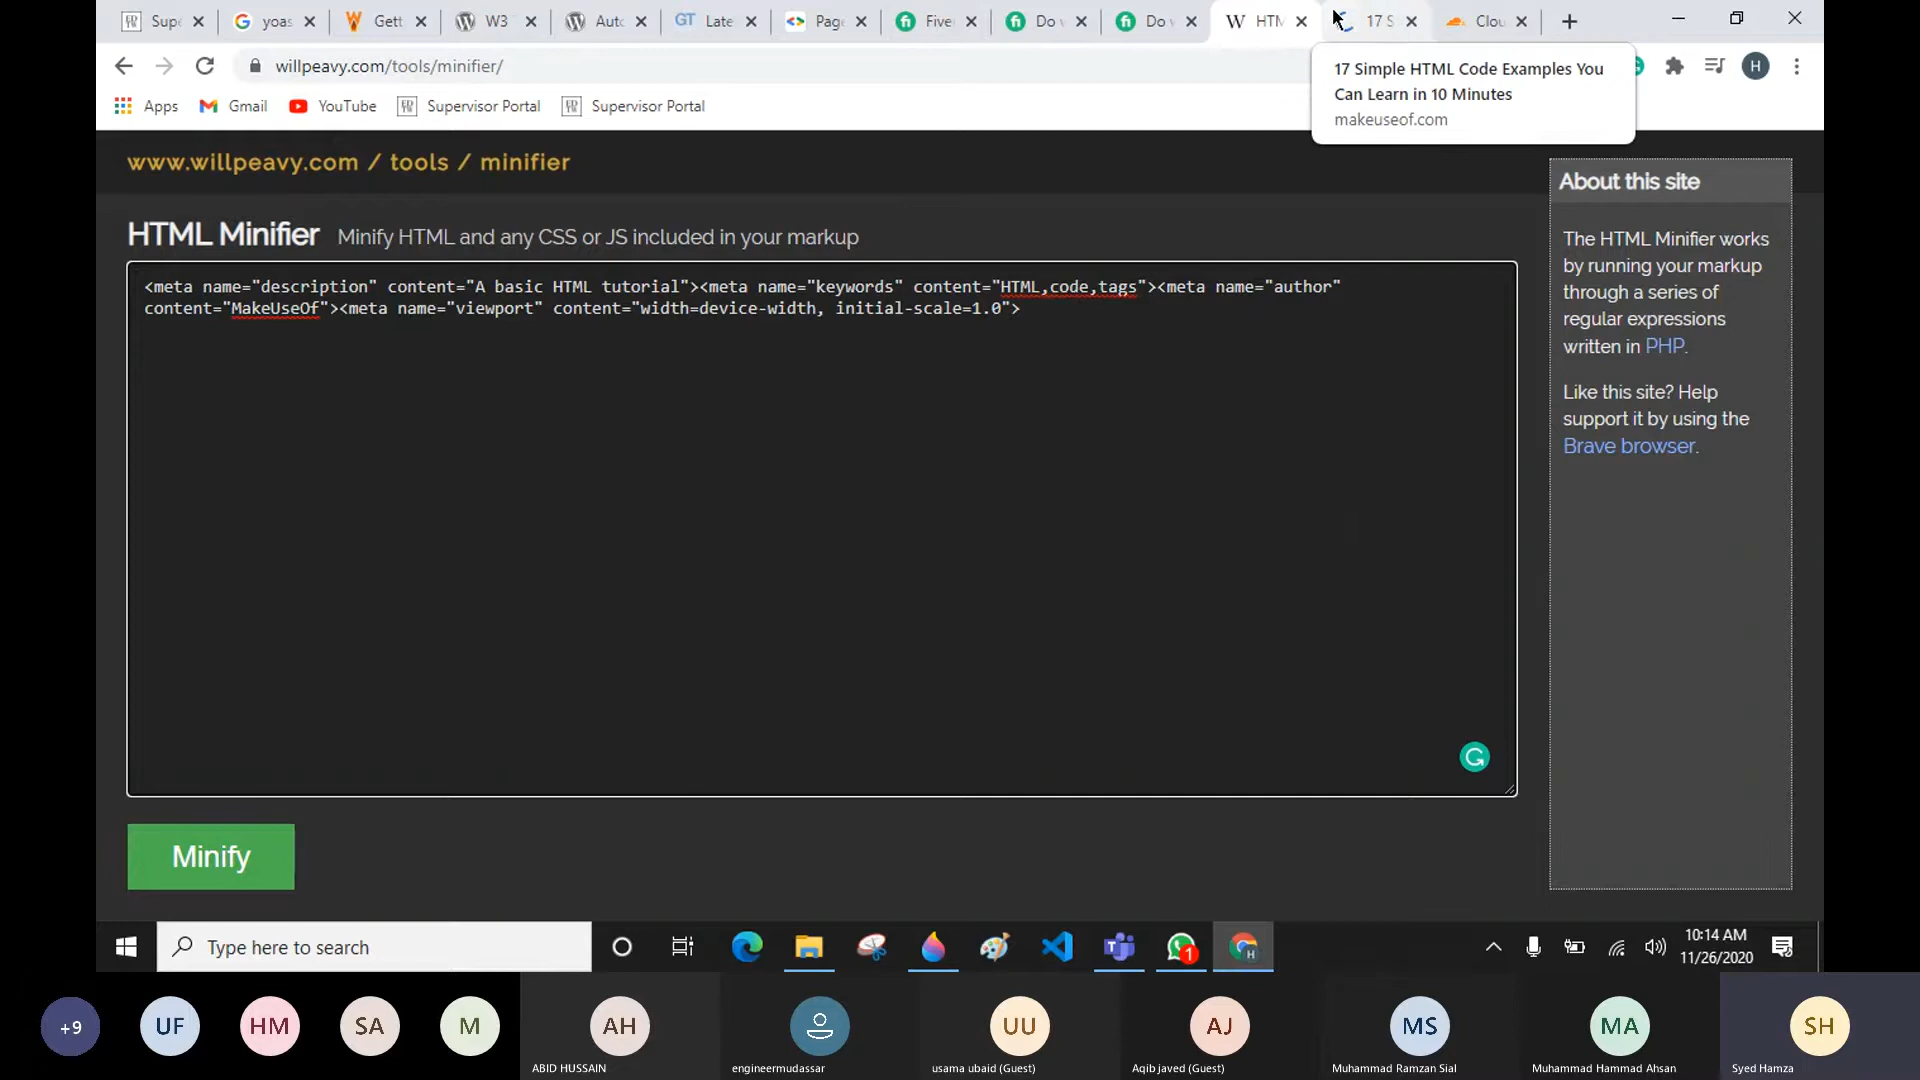 Supe
yoas
Gett
W3
Auto
GT Late
Page
Five
Do v
Do v
W HTM
17 S
Clou
willpeavy.com/tools/minifier/
H
17 Simple HTML Code Examples You
Can Learn in 10 Minutes
makeuseof.com
Apps
Gmail
YouTube
Supervisor Portal
Supervisor Portal
www.willpeavy.com / tools / minifier
HTML Minifier Minify HTML and any CSS or JS included in your markup
<meta name="description" content="A basic HTML tutorial"><meta name="keywords" content="HTML,code,tags"><meta name="author"
content="MakeUseOf"><meta name="viewport" content="width=device-width, initial-scale=1.0">
Minify
About this site
The HTML Minifier works
by running your markup
through a series of
regular expressions
written in PHP.
Like this site? Help
support it by using the
Brave browser.
Type here to search
1
H
10:14 AM
11/26/2020
+9
UF
HM
SA
M
AH
ABID HUSSAIN
engineermudassar
UU
usama ubaid (Guest)
AJ
Aqib javed (Guest)
MS
Muhammad Ramzan Sial
MA
Muhammad Hammad Ahsan
SH
Syed Hamza